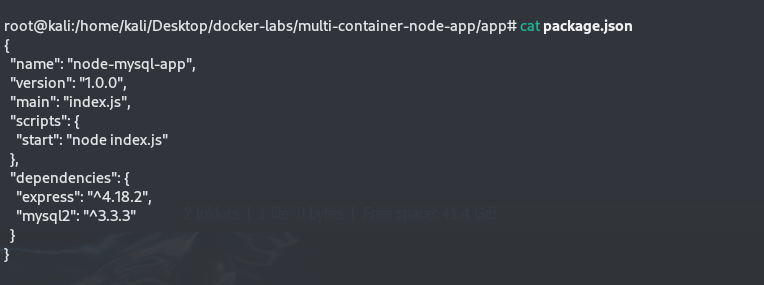 root@kali:/home/kali/Desktop/docker-labs/multi-container-node-app/app# cat package.json
{
  "name": "node-mysql-app",
  "version": "1.0.0",
  "main": "index.js",
  "scripts": {
    "start": "node index.js"
  },
  "dependencies": {
    "express": "^4.18.2",
    "mysql2": "^3.3.3"
  }
}